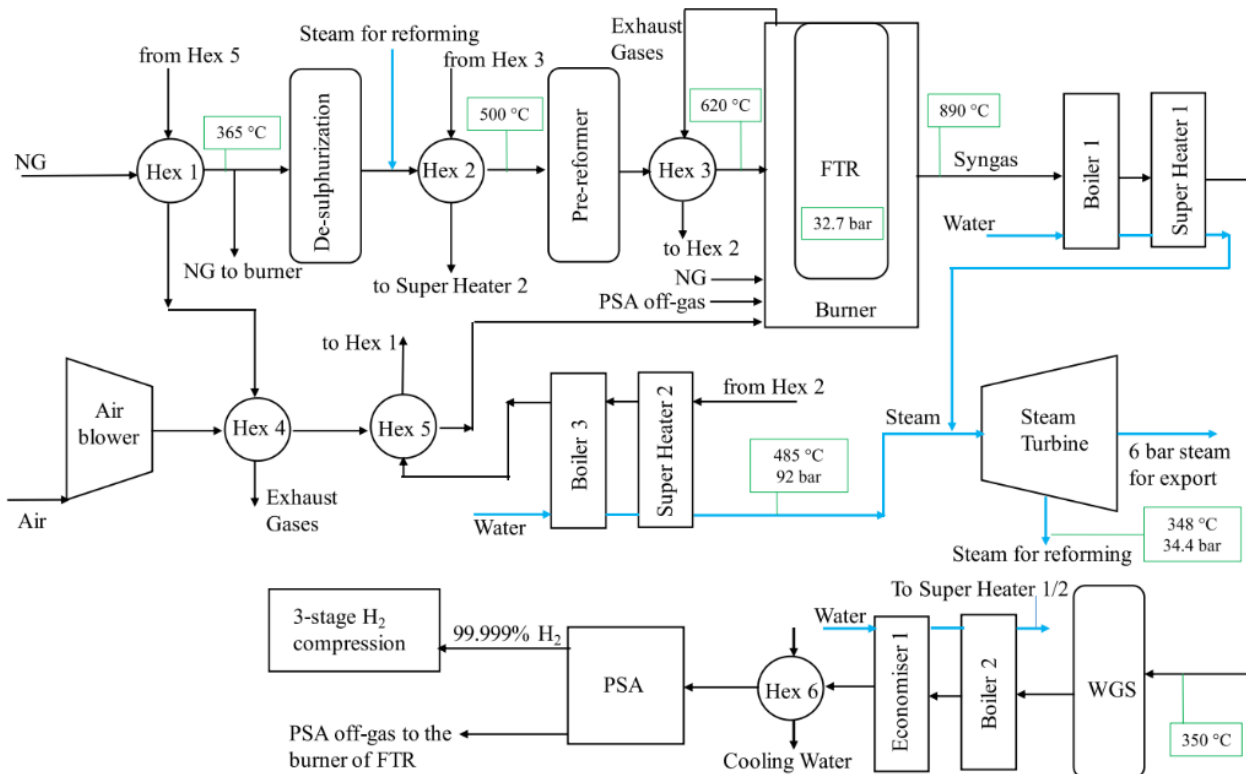 Steam for reforming
from Hex 5
from Hex 3
Exhaust
Gases
365 °C
500 °C
620 °C
890 °C
NG
Hex 1
De-sulphurization
Hex 2
Pre-reformer
Hex 3
FTR
32.7 bar
Syngas
Boiler 1
Super Heater 1
Water
NG to burner
to Super Heater 2
to Hex 2
NG
PSA off-gas
Burner
to Hex 1
Air
blower
Hex 4
Hex 5
Boiler 3
Super Heater 2
from Hex 2
Steam
Steam
Turbine
485 °C
92 bar
6 bar steam
for export
Air
Exhaust
Gases
Water
348 °C
34.4 bar
Steam for reforming
To Super Heater 1/2
3-stage H₂
compression
99.999% H₂
PSA
Water
Hex 6
Economiser 1
Boiler 2
WGS
350 °C
PSA off-gas to the
burner of FTR
Cooling Water